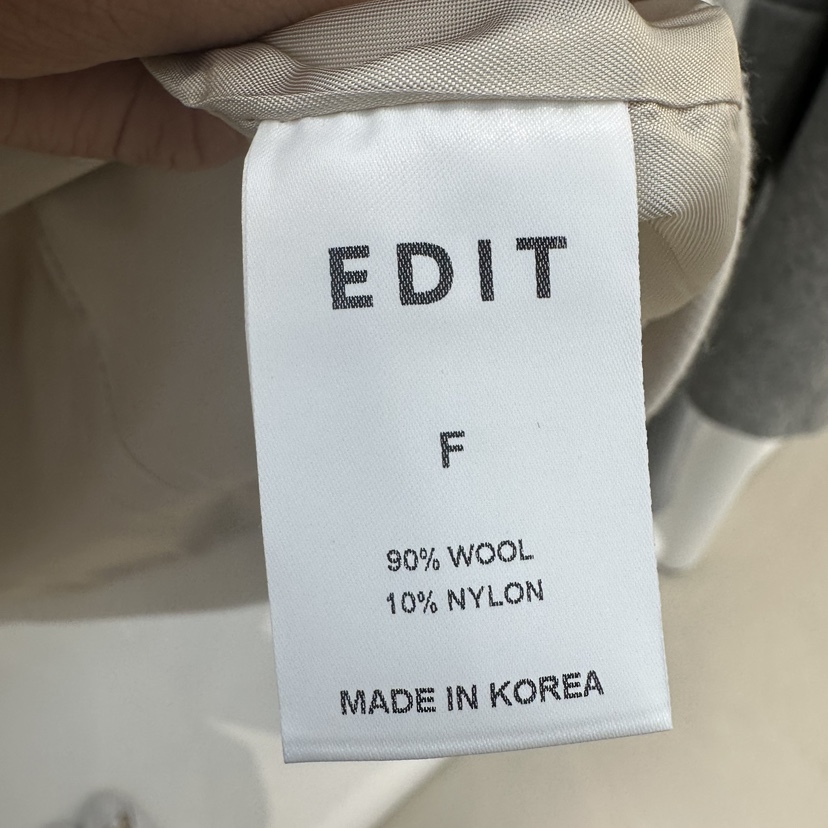 EDIT
F
90% WOOL
10% NYLON
MADE IN KOREA